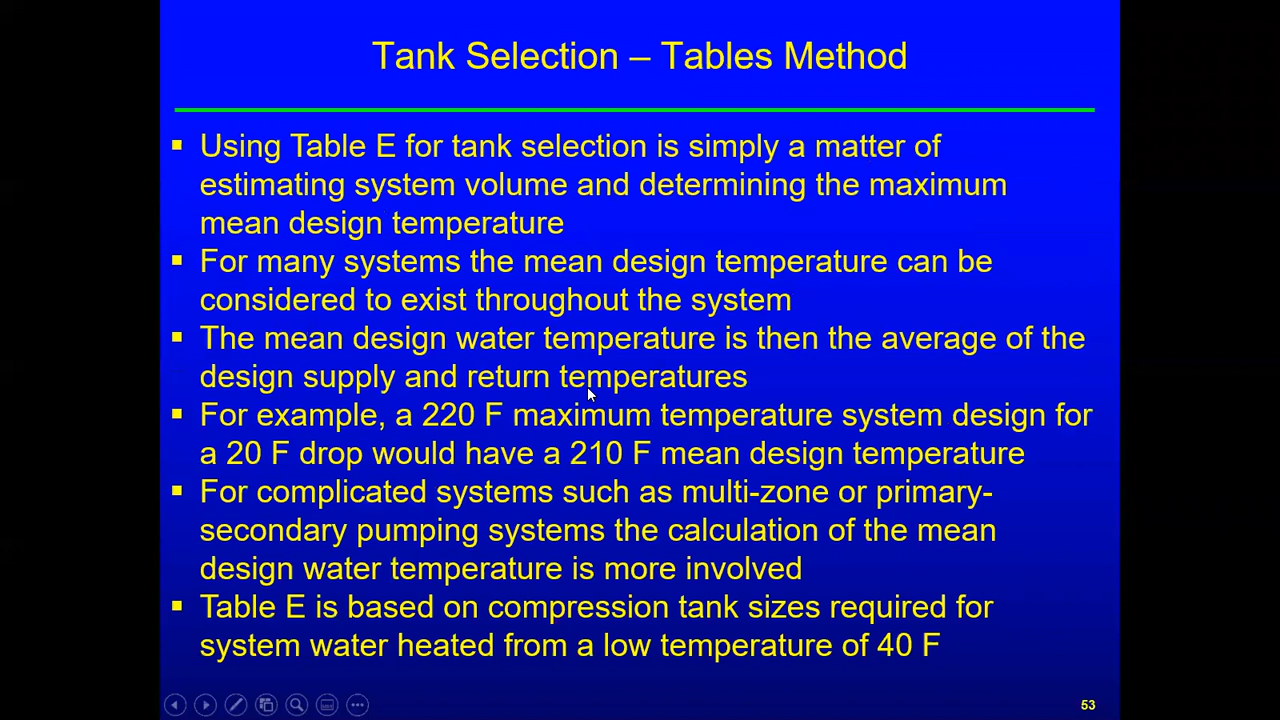 Tank Selection – Tables Method
▪ Using Table E for tank selection is simply a matter of
estimating system volume and determining the maximum
mean design temperature
▪ For many systems the mean design temperature can be
considered to exist throughout the system
▪ The mean design water temperature is then the average of the
design supply and return temperatures
▪ For example, a 220 F maximum temperature system design for
a 20 F drop would have a 210 F mean design temperature
▪ For complicated systems such as multi-zone or primary-
secondary pumping systems the calculation of the mean
design water temperature is more involved
▪ Table E is based on compression tank sizes required for
system water heated from a low temperature of 40 F
53